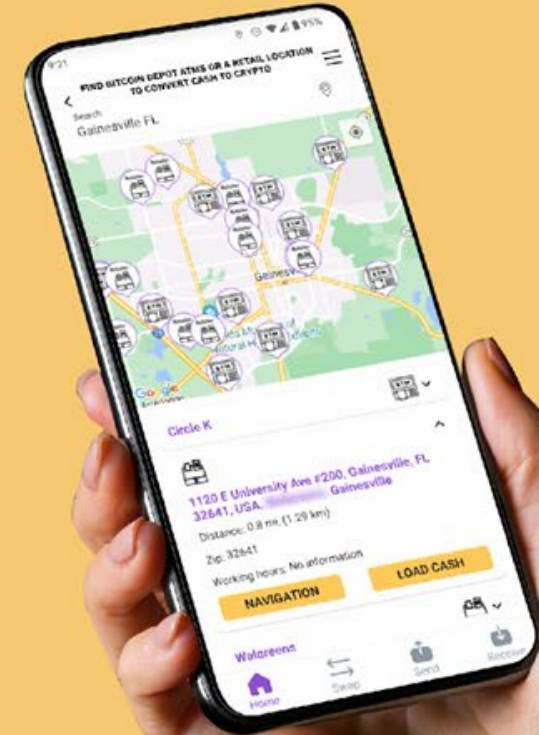 9:21
95%
FIND BITCOIN DEPOT ATMS OR A RETAIL LOCATION
TO CONVERT CASH TO CRYPTO
Search
Gainesville FL
Gainesv
Google
Circle K
1120 E University Ave #200, Gainesville, FL
32641, USA, Gainesville
Distance: 0.8 mi, (1.29 km)
Zip: 32641
Working hours: No information
NAVIGATION
LOAD CASH
Walgreens
Home
Swap
Send
Receive